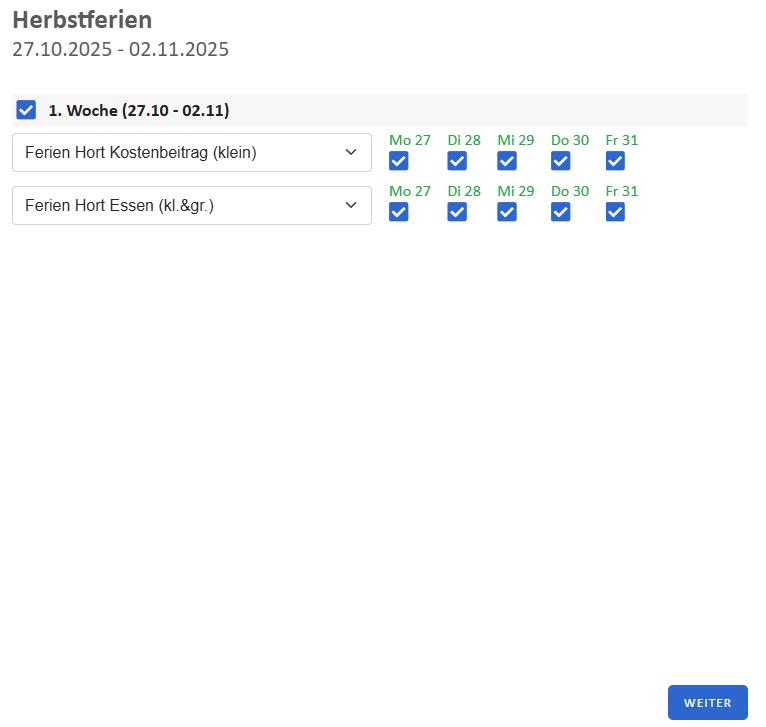 Herbstferien
27.10.2025 - 02.11.2025
1. Woche (27.10 - 02.11)
Ferien Hort Kostenbeitrag (klein)
Mo 27 Di 28 Mi 29 Do 30 Fr 31
Ferien Hort Essen (kl.&gr.)
Mo 27 Di 28 Mi 29 Do 30 Fr 31
WEITER